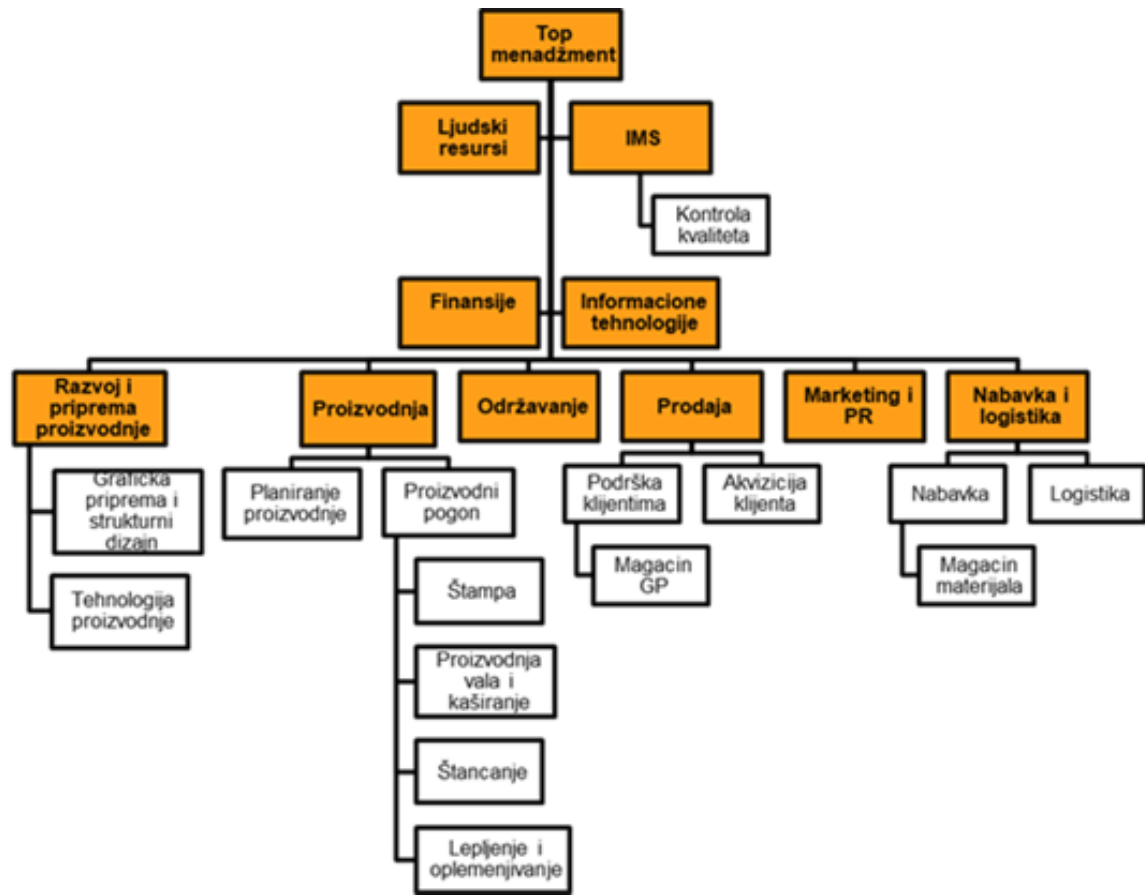 Top
menadžment
Ljudski
resursi
IMS
Kontrola
kvaliteta
Finansije
Informacione
tehnologije
Razvoj i
priprema
proizvodnje
Proizvodnja
Održavanje
Prodaja
Marketing i
PR
Nabavka i
logistika
Graficka
priprema i
strukturni
dizajn
Tehnologija
proizvodnje
Planiranje
proizvodnje
Proizvodni
pogon
Štampa
Proizvodnja
vala i
kaširanje
Štancanje
Lepljenje i
oplemenjivanje
Podrška
klijentima
Magacin
GP
Akvizicija
klijenta
Nabavka
Magacin
materijala
Logistika